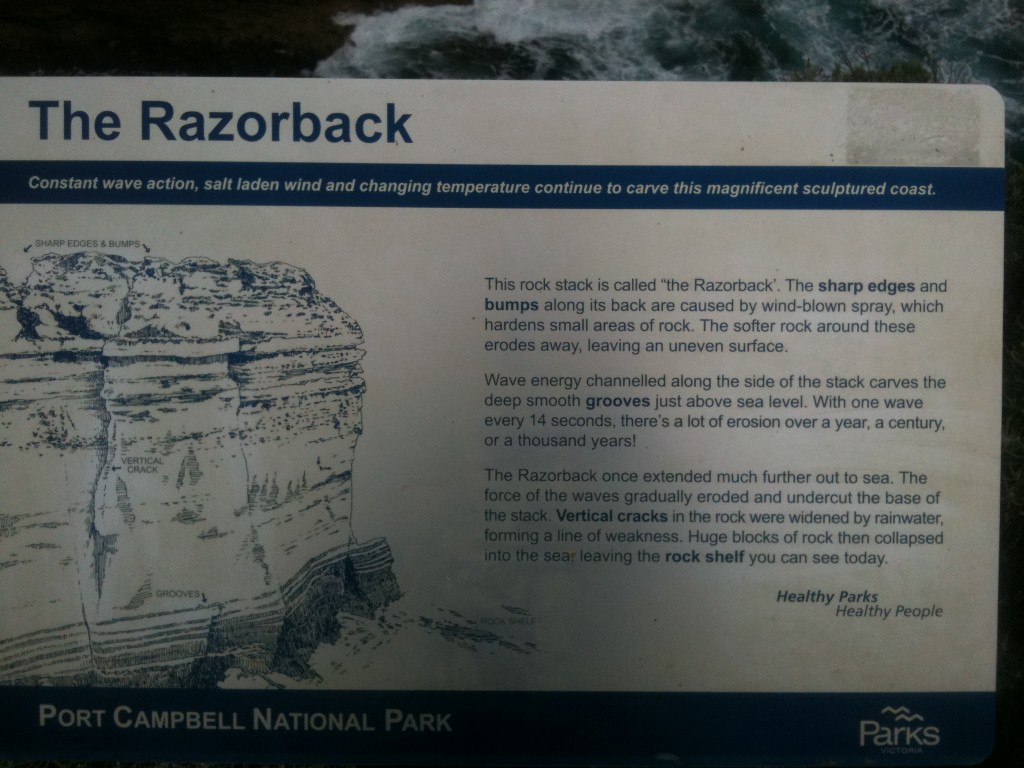 The Razorback
Constant wave action, salt laden wind and changing temperature continue to carve this magnificent sculptured coast.
SHARP EDGES & BUMPS
This rock stack is called “the Razorback’. The sharp edges and
bumps along its back are caused by wind-blown spray, which
hardens small areas of rock. The softer rock around these
erodes away, leaving an uneven surface.
Wave energy channelled along the side of the stack carves the
deep smooth grooves just above sea level. With one wave
every 14 seconds, there’s a lot of erosion over a year, a century,
or a thousand years!
VERTICAL
CRACK
The Razorback once extended much further out to sea. The
force of the waves gradually eroded and undercut the base of
the stack. Vertical cracks in the rock were widened by rainwater,
forming a line of weakness. Huge blocks of rock then collapsed
into the sea, leaving the rock shelf you can see today.
GROOVES
ROCK SHELF
Healthy Parks
Healthy People
PORT CAMPBELL NATIONAL PARK
Parks
VICTORIA